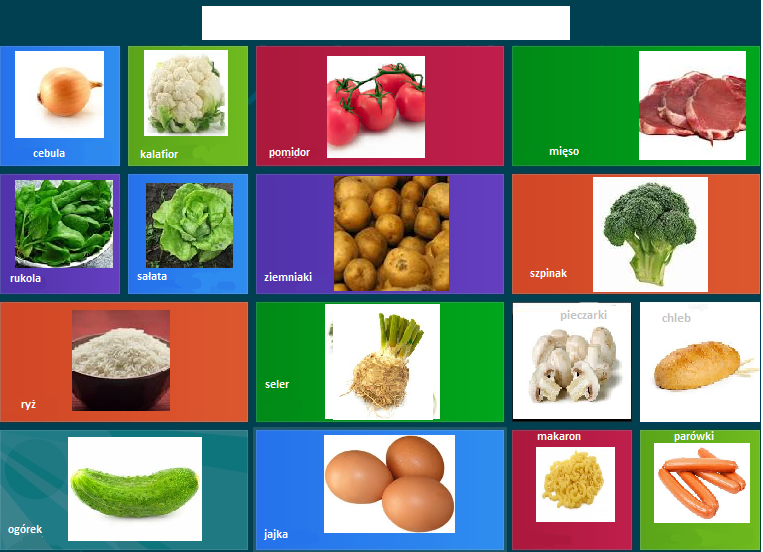 cebula
kalafior
pomidor
mięso
rukola
sałata
ziemniaki
szpinak
ryż
seler
pieczarki
chleb
ogórek
jajka
makaron
parówki